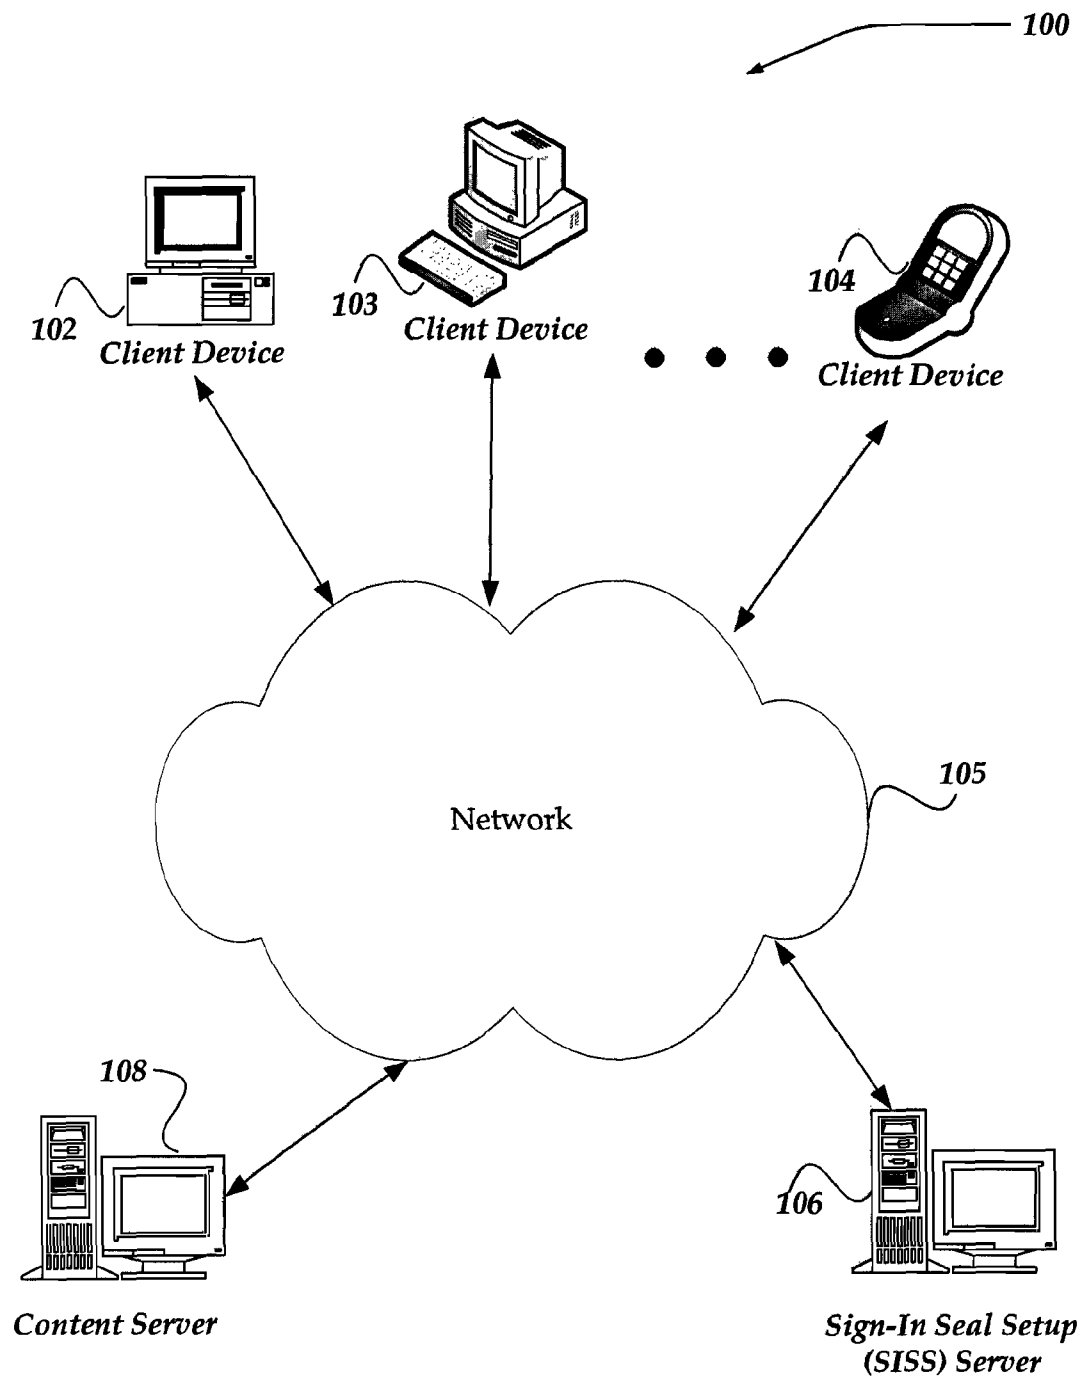 100
102
Client Device
103
Client Device
104
Client Device
105
Network
108
106
Content Server
Sign-In Seal Setup
(SISS) Server